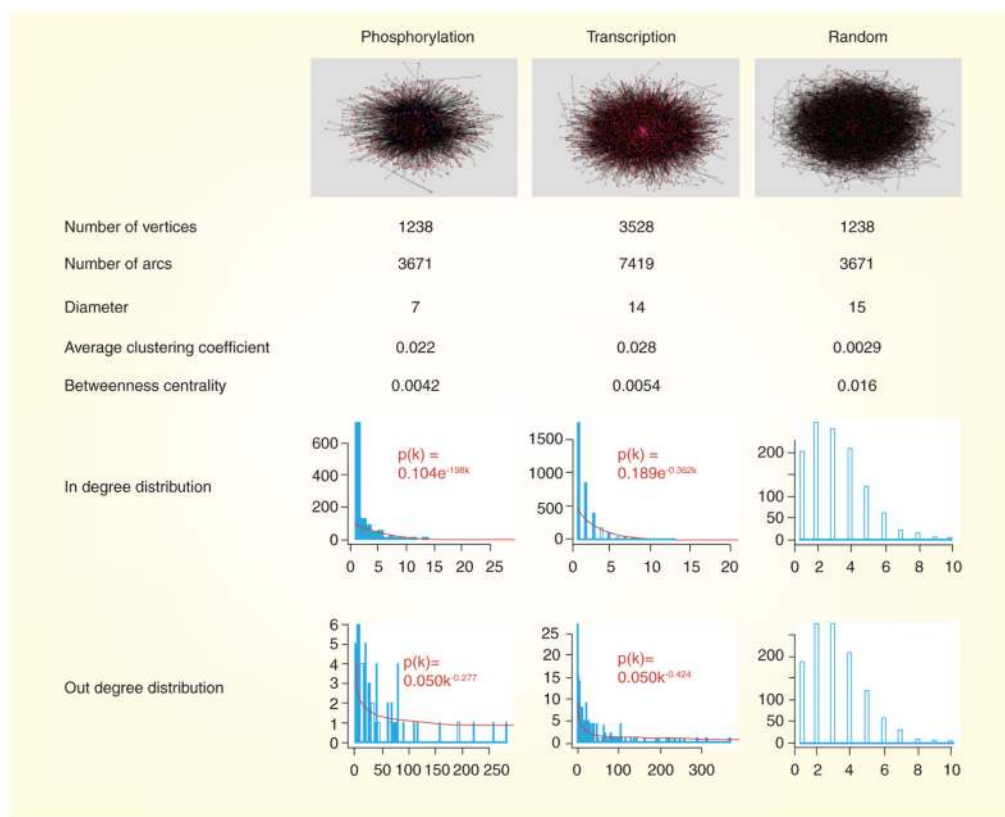 Phosphorylation Transcription Random
Number of vertices 1238 3528 1238
Number of arcs 3671 7419 3671
Diameter 7 14 15
Average clustering coefficient 0.022 0.028 0.0029
Betweenness centrality 0.0042 0.0054 0.016
In degree distribution
600
400
200
0
p(k) =
0.104e^-198k
0 5 10 15 20 25
1500
1000
500
0
p(k) =
0.189e^-0.362k
0 5 10 15 20
200
100
50
0
0 2 4 6 8 10
Out degree distribution
6
5
4
3
2
1
0
p(k)=
0.050k^-0.277
0 50 100 150 200 250
25
20
15
10
5
0
p(k)=
0.050k^-0.424
0 100 200 300
200
100
50
0
0 2 4 6 8 10